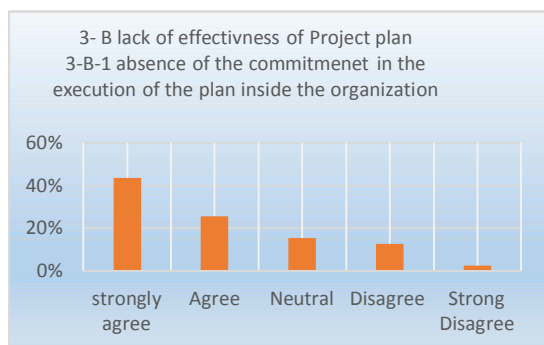 3- B lack of effectivness of Project plan
3-B-1 absence of the commitmenet in the
execution of the plan inside the organization
60%
40%
20%
0%
strongly agree
Agree
Neutral
Disagree
Strong Disagree